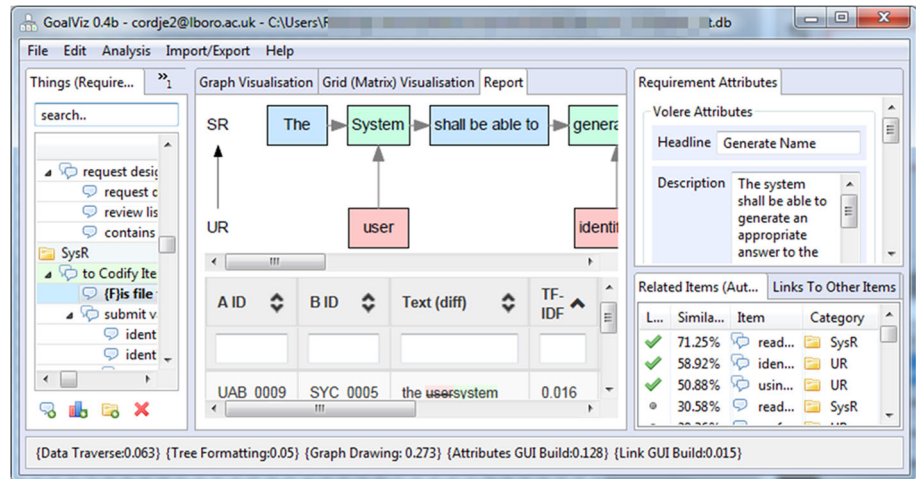 GoalViz 0.4b - cordje2@lboro.ac.uk - C:\Users\ t.db
File Edit Analysis Import/Export Help
Things (Require... »1
search..
request desig
request d
review lis
contains
SysR
to Codify Ite
{F}is file
submit v
ident
ident
Graph Visualisation Grid (Matrix) Visualisation Report
SR The System shall be able to genera
UR user identif
A ID B ID Text (diff) TF-IDF
UAB 0009 SYC 0005 the usersystem 0.016
Requirement Attributes
Volere Attributes
Headline Generate Name
Description The system
shall be able to
generate an
appropriate
answer to the
Related Items (Aut... Links To Other Items
L... Simila... Item Category
71.25% read... SysR
58.92% iden... UR
50.88% usin... UR
30.58% read... SysR
{Data Traverse:0.063} {Tree Formatting:0.05} {Graph Drawing: 0.273} {Attributes GUI Build:0.128} {Link GUI Build:0.015}